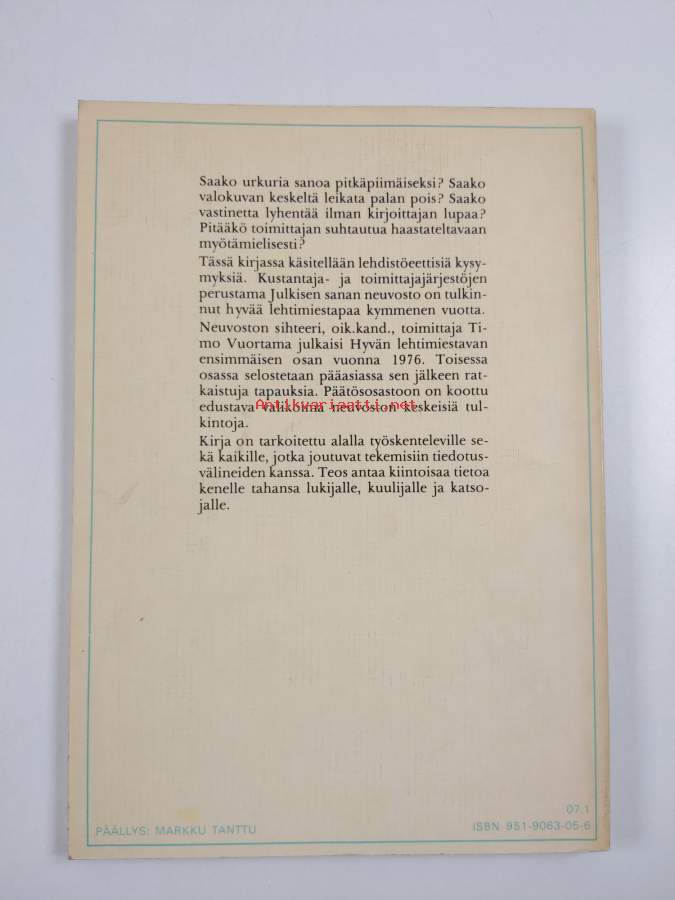 Saako urkuria sanoa pitkäpiimäiseksi? Saako
valokuvan keskeltä leikata palan pois? Saako
vastinetta lyhentää ilman kirjoittajan lupaa?
Pitääkö toimittajan suhtautua haastateltavaan
myötämielisesti?
Tässä kirjassa käsitellään lehdistöeettisiä kysy-
myksiä. Kustantaja- ja toimittajajärjestöjen
perustama Julkisen sanan neuvosto on tulkin-
nut hyvää lehtimiestapaa kymmenen vuotta.
Neuvoston sihteeri, oik.kand., toimittaja Ti-
mo Vuortama julkaisi Hyvän lehtimiestavan
ensimmäisen osan vuonna 1976. Toisessa
osassa selostetaan pääasiassa sen jälkeen rat-
kaistuja tapauksia. Päätösosastoon on koottu
edustava valikoima neuvoston keskeisiä tul-
kintoja.
Antikvariaatti.net
Kirja on tarkoitettu alalla työskenteleville se-
kä kaikille, jotka joutuvat tekemisiin tiedotus-
välineiden kanssa. Teos antaa kiintoisaa tietoa
kenelle tahansa lukijalle, kuulijalle ja katso-
jalle.
07.1
PÄÄLLYS: MARKKU TANTTU
ISBN 951-9063-05-6